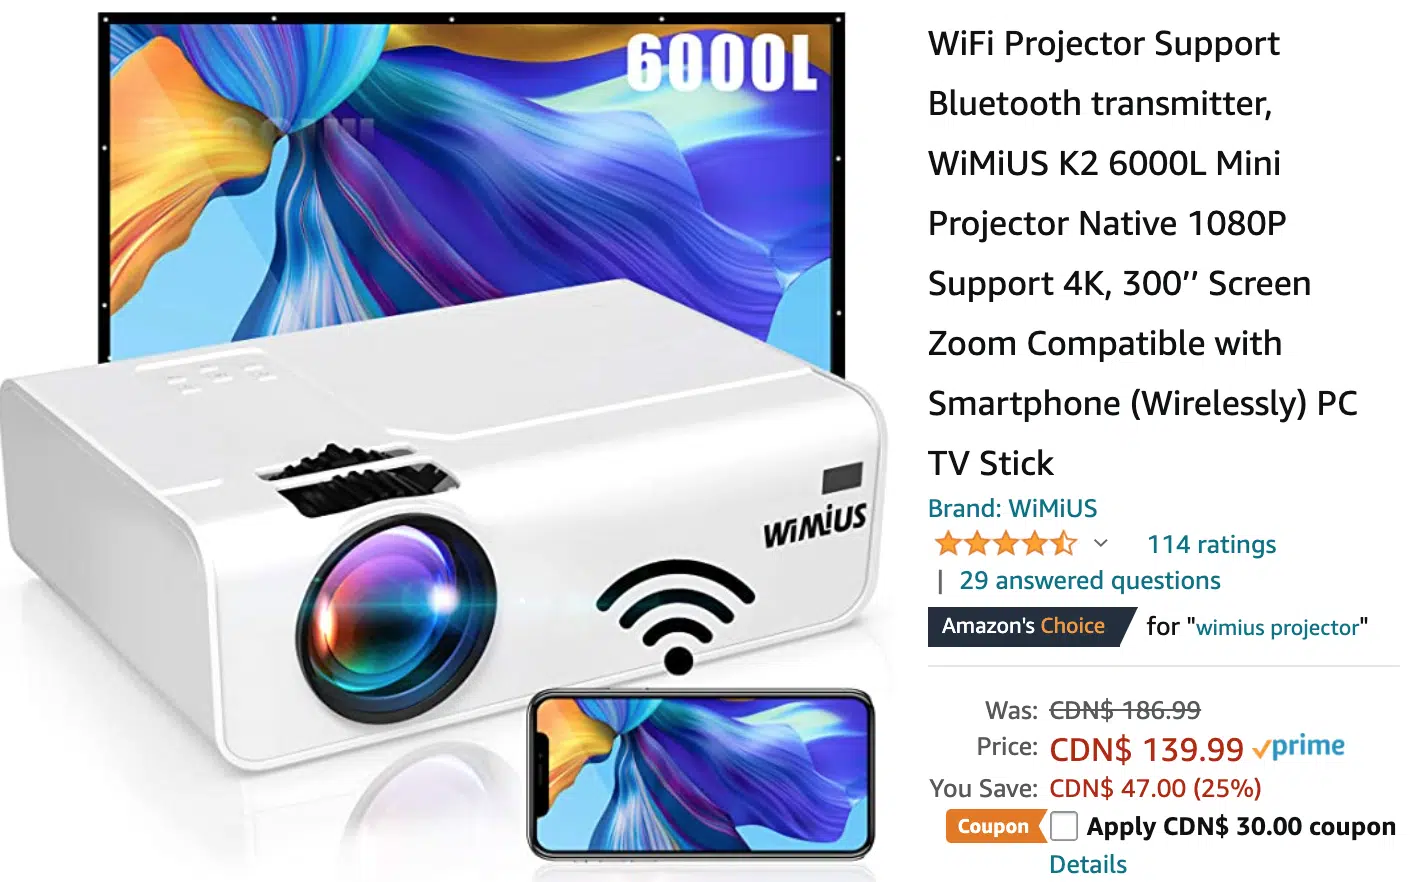 6000L
WiMiUS
WiFi Projector Support
Bluetooth transmitter,
WiMiUS K2 6000L Mini
Projector Native 1080P
Support 4K, 300′′ Screen
Zoom Compatible with
Smartphone (Wirelessly) PC
TV Stick
Brand: WiMiUS
114 ratings
| 29 answered questions
Amazon's Choice for "wimius projector"
Was: CDN$ 186.99
Price: CDN$ 139.99 prime
You Save: CDN$ 47.00 (25%)
Coupon Apply CDN$ 30.00 coupon
Details